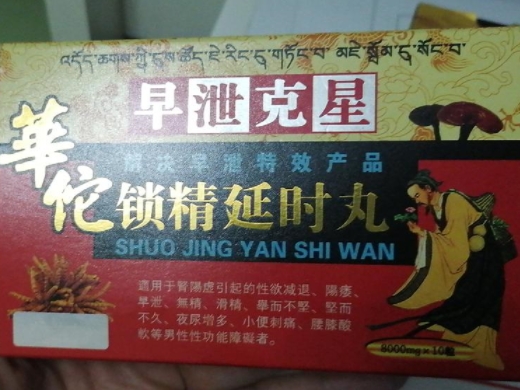 早泄克星
華佗
解决早泄特效产品
锁精延时丸
SHUO JING YAN SHI WAN
適用于腎陽虛引起的性欲减退、陽痿、
早泄、無精、滑精、舉而不堅、堅而
不久、夜尿增多、小便刺痛、腰膝酸
軟等男性性功能障礙者。
8000mg×10粒